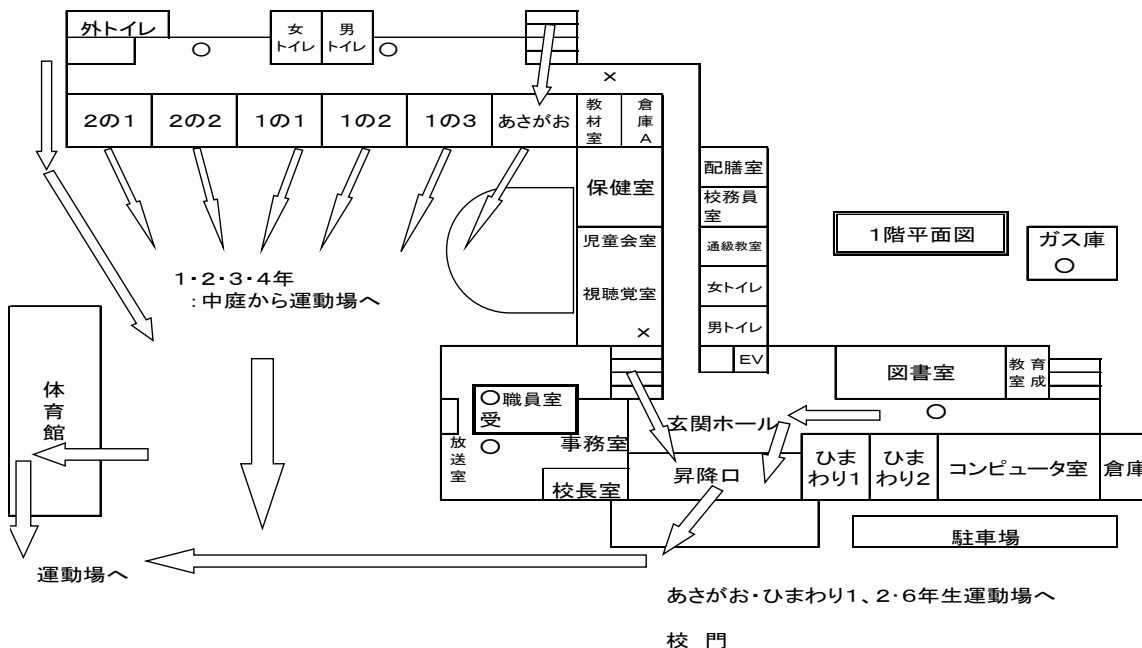 外トイレ
女
トイレ
男
トイレ
○
○
×
2の1
2の2
1の1
1の2
1の3
あさがお
教材室
倉庫A
保健室
配膳室
校務員室
児童会室
通級教室
1階平面図
ガス庫
○
1・2・3・4年
:中庭から運動場へ
視聴覚室
女トイレ
×
男トイレ
EV
体育館
図書室
教育
室成
○職員室
受
○
玄関ホール
放送室
○
事務室
校長室
昇降口
ひま
わり1
ひま
わり2
コンピュータ室
倉庫
駐車場
運動場へ
あさがお・ひまわり1、2・6年生運動場へ
校 門